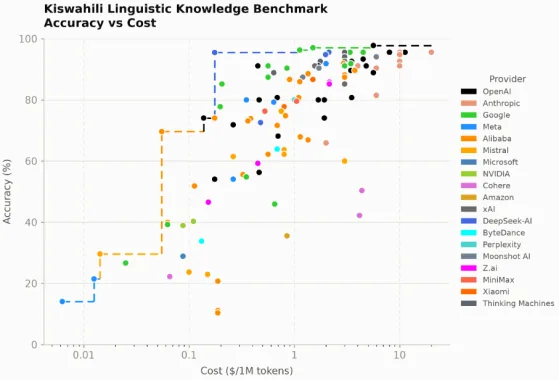 Kiswahili Linguistic Knowledge Benchmark
Accuracy vs Cost
100
80
60
40
20
0
Accuracy (%)
0.01
0.1
1
10
Cost ($/1M tokens)
Provider
OpenAI
Anthropic
Google
Meta
Alibaba
Mistral
Microsoft
NVIDIA
Cohere
Amazon
xAI
DeepSeek-AI
ByteDance
Perplexity
Moonshot AI
Z.ai
MiniMax
Xiaomi
Thinking Machines